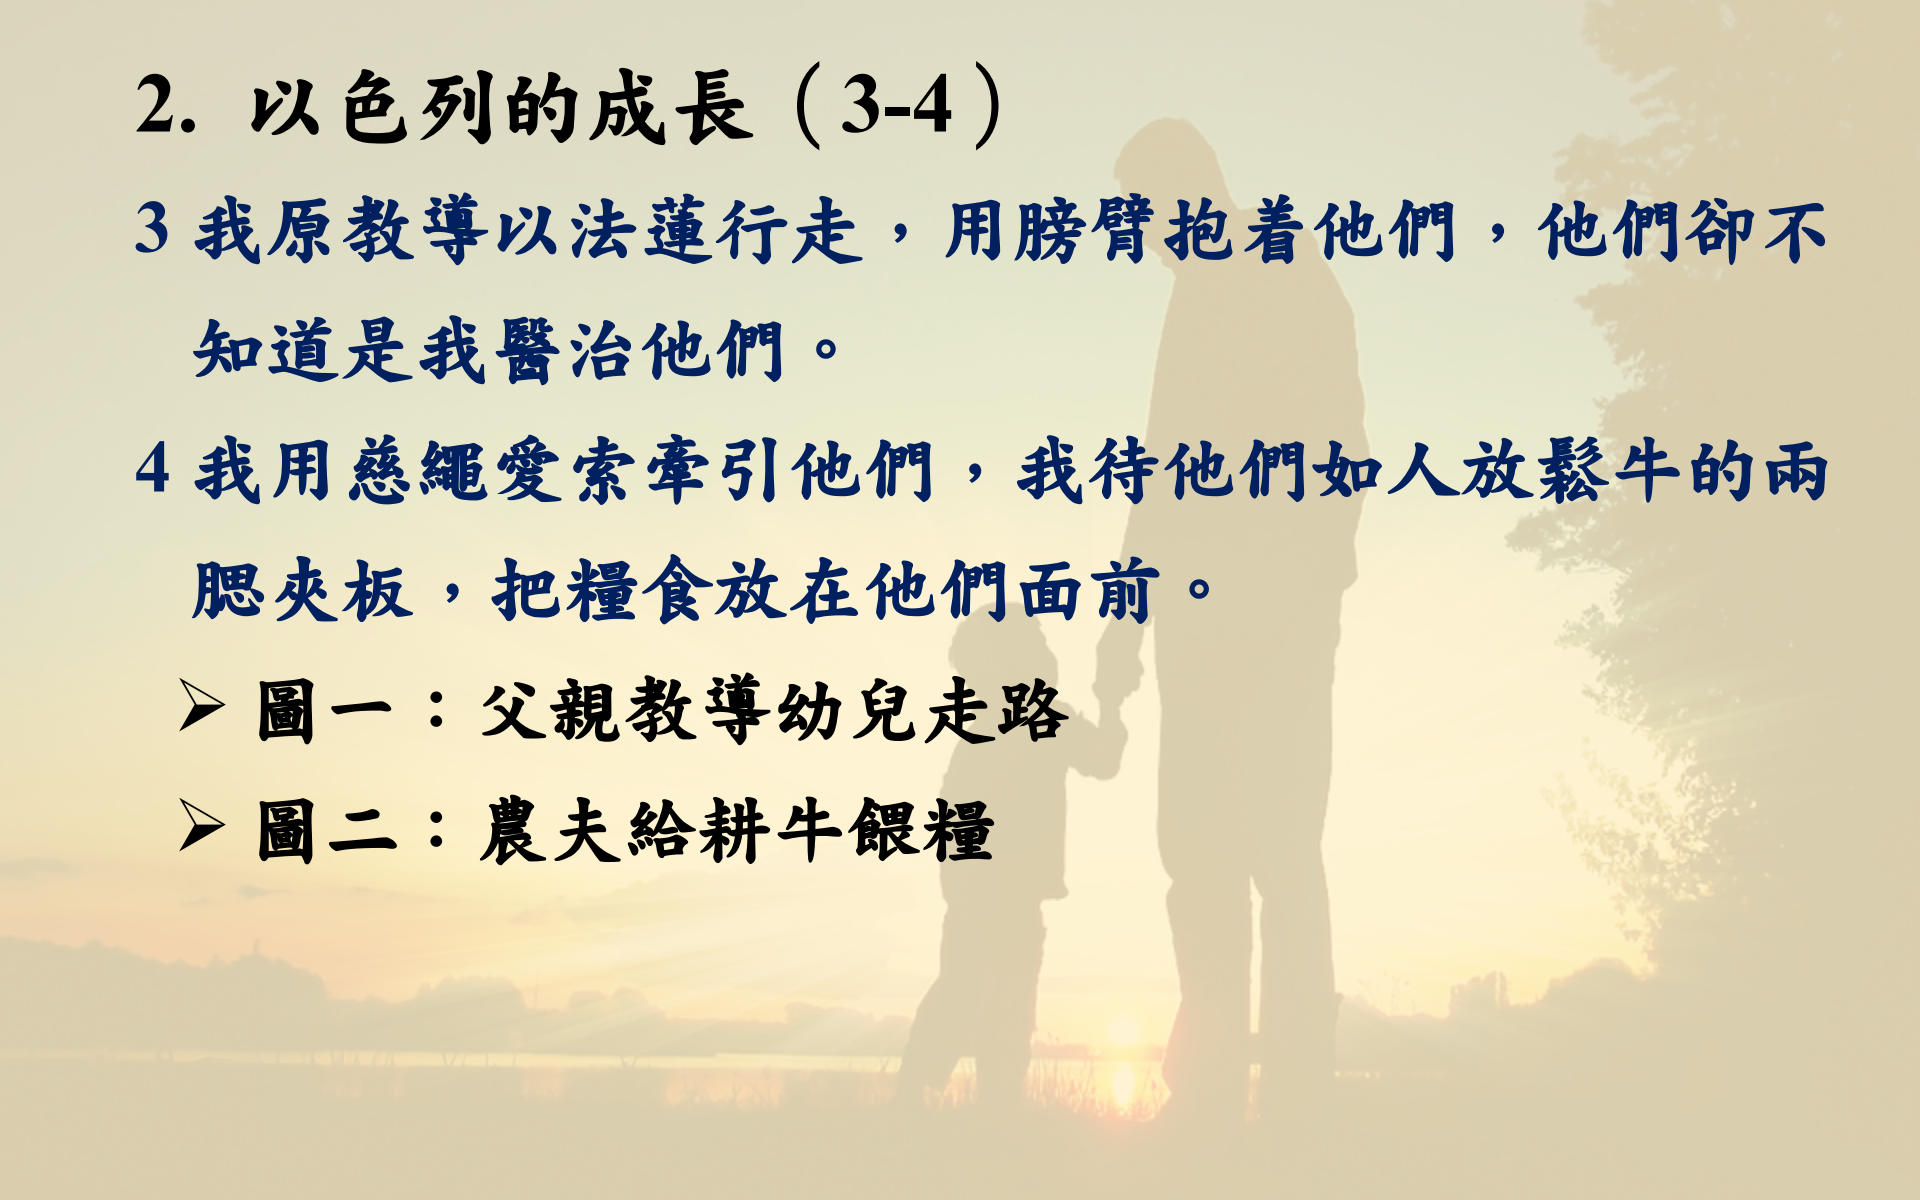 2. 以色列的成長（3-4）
3 我原教導以法蓮行走，用膀臂抱着他們，他們卻不
知道是我醫治他們。
4 我用慈繩愛索牽引他們，我待他們如人放鬆牛的兩
腮夾板，把糧食放在他們面前。
➢ 圖一：父親教導幼兒走路
➢ 圖二：農夫給耕牛餵糧